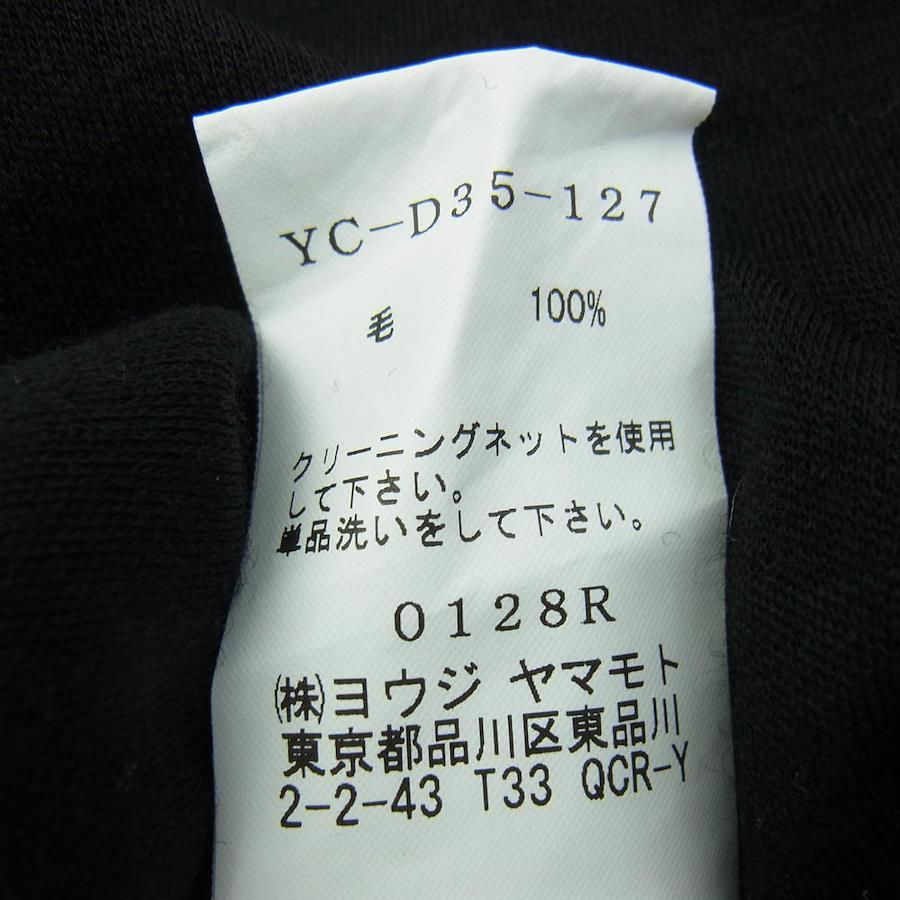 YC-D35-127
毛 100%
クリーニングネットを使用
して下さい。
単品洗いをして下さい。
0128R
(株)ヨウジ ヤマモト
東京都品川区東品川
2-2-43 T33 QCR-Y